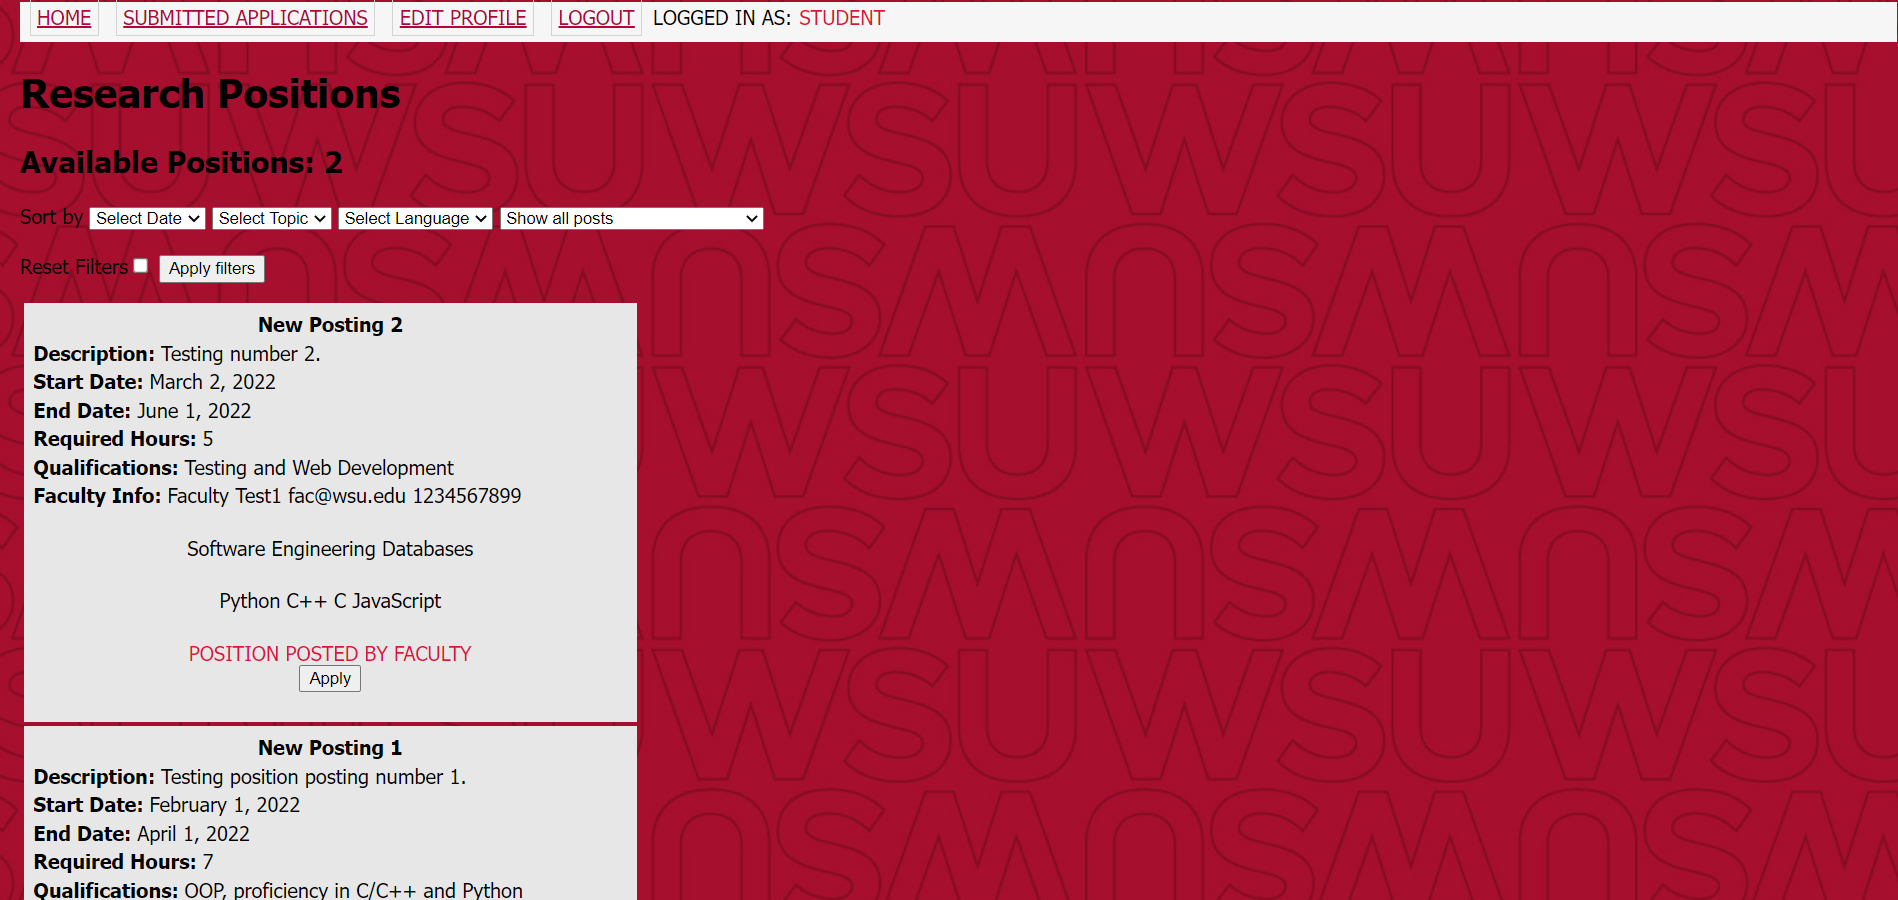 HOME SUBMITTED APPLICATIONS EDIT PROFILE LOGOUT LOGGED IN AS: STUDENT
Research Positions
Available Positions: 2
Sort by Select Date Select Topic Select Language Show all posts
Reset Filters Apply filters
New Posting 2
Description: Testing number 2.
Start Date: March 2, 2022
End Date: June 1, 2022
Required Hours: 5
Qualifications: Testing and Web Development
Faculty Info: Faculty Test1 fac@wsu.edu 1234567899
Software Engineering Databases
Python C++ C JavaScript
POSITION POSTED BY FACULTY
Apply
New Posting 1
Description: Testing position posting number 1.
Start Date: February 1, 2022
End Date: April 1, 2022
Required Hours: 7
Qualifications: OOP, proficiency in C/C++ and Python